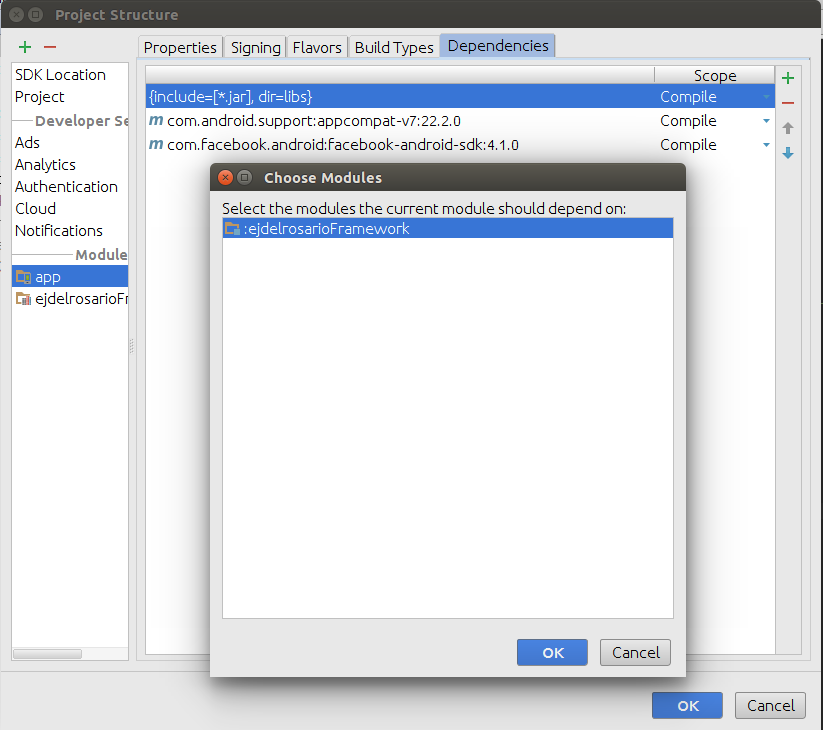 Project Structure
Properties Signing Flavors Build Types Dependencies
SDK Location
Project
Developer Se
Ads
Analytics
Authentication
Cloud
Notifications
Module
app
ejdelrosarioFr
Scope
{include=[*.jar], dir=libs} Compile
m com.android.support:appcompat-v7:22.2.0 Compile
m com.facebook.android:facebook-android-sdk:4.1.0 Compile
Choose Modules
Select the modules the current module should depend on:
:ejdelrosarioFramework
OK Cancel
OK Cancel